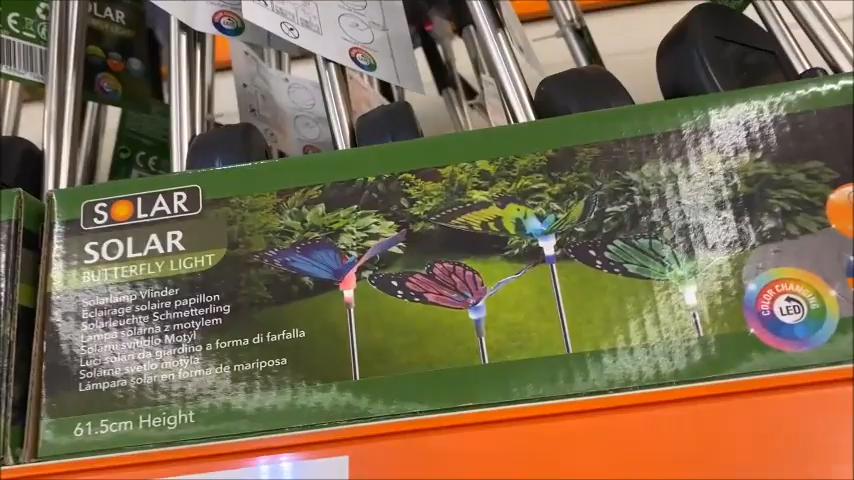 SOLAR
SOLAR
SOLAR
BUTTERFLY LIGHT
Solarlamp Vlinder
Éclairage solaire papillon
Solarleuchte Schmetterling
Lampa solarna z motylem
Solární svítidlo Motýl
Luci solari da giardino a forma di farfalla
Solárne svetlo motýľa
Lámpara solar en forma de mariposa
61.5cm Height
COLOR CHANGING
LED